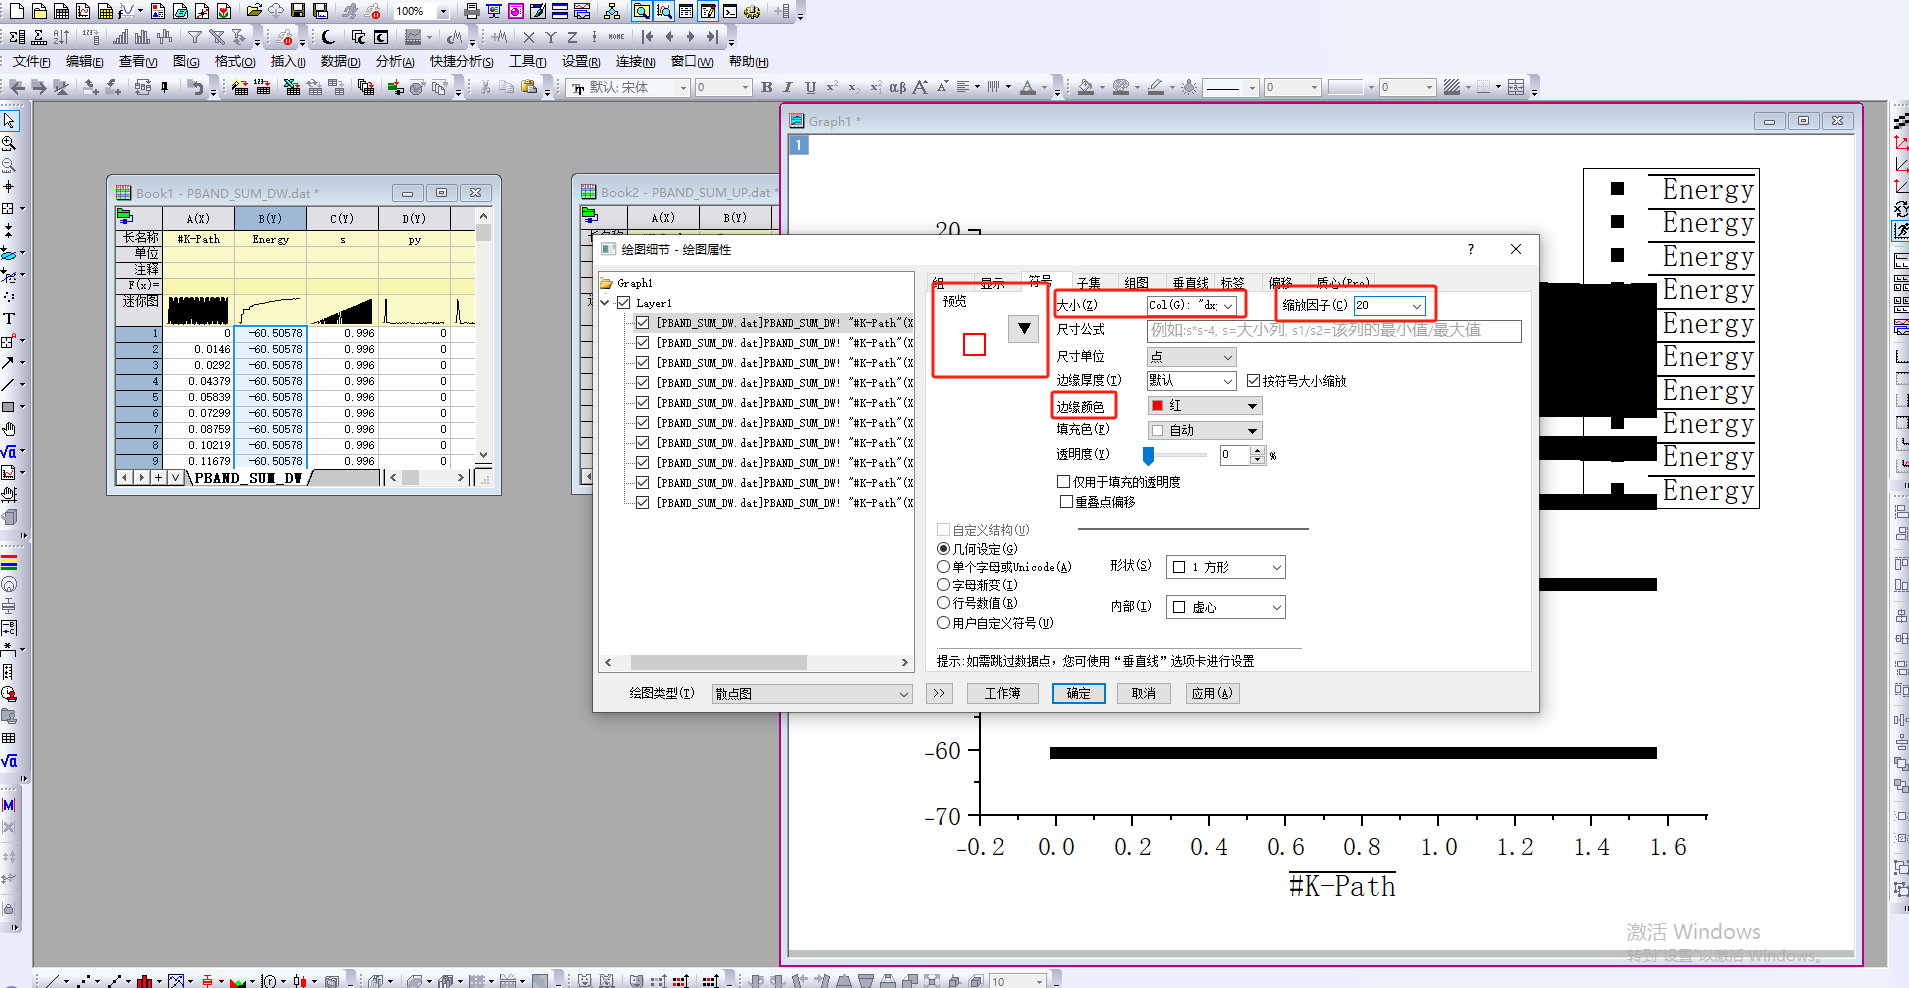 100%
文件(F) 编辑(E) 查看(V) 图(G) 格式(O) 插入(I) 数据(D) 分析(A) 快捷分析(S) 工具(T) 设置(R) 连接(N) 窗口(W) 帮助(H)
默认: 宋体 0 B I U αβ A A 0 0
Graph1 *
1
Book1 - PBAND_SUM_DW.dat *
A(X) B(Y) C(Y) D(Y)
长名称 #K-Path Energy s py
单位
注释
F(x)=
迷你图
1 0 -60.50578 0.996 0
2 0.0146 -60.50578 0.996 0
3 0.0292 -60.50578 0.996 0
4 0.04379 -60.50578 0.996 0
5 0.05839 -60.50578 0.996 0
6 0.07299 -60.50578 0.996 0
7 0.08759 -60.50578 0.996 0
8 0.10219 -60.50578 0.996 0
9 0.11679 -60.50578 0.996 0
PBAND_SUM_DW
Book2 - PBAND_SUM_UP.dat *
A(X) B(Y)
Energy
Energy
Energy
Energy
Energy
Energy
Energy
Energy
Energy
Energy
20
-60
-70
-0.2 0.0 0.2 0.4 0.6 0.8 1.0 1.2 1.4 1.6
#K-Path
绘图细节 - 绘图属性
Graph1
Layer1
[PBAND_SUM_DW.dat]PBAND_SUM_DW! "#K-Path"(X
[PBAND_SUM_DW.dat]PBAND_SUM_DW! "#K-Path"(X
[PBAND_SUM_DW.dat]PBAND_SUM_DW! "#K-Path"(X
[PBAND_SUM_DW.dat]PBAND_SUM_DW! "#K-Path"(X
[PBAND_SUM_DW.dat]PBAND_SUM_DW! "#K-Path"(X
[PBAND_SUM_DW.dat]PBAND_SUM_DW! "#K-Path"(X
[PBAND_SUM_DW.dat]PBAND_SUM_DW! "#K-Path"(X
[PBAND_SUM_DW.dat]PBAND_SUM_DW! "#K-Path"(X
[PBAND_SUM_DW.dat]PBAND_SUM_DW! "#K-Path"(X
[PBAND_SUM_DW.dat]PBAND_SUM_DW! "#K-Path"(X
组 显示 符号 子集 组图 垂直线 标签 偏移 质心(Pro)
预览
大小(Z) Col(G): "dx 缩放因子(C) 20
尺寸公式 例如:s*s-4, s=大小列, s1/s2=该列的最小值/最大值
尺寸单位 点
边缘厚度(T) 默认 按符号大小缩放
边缘颜色 红
填充色(F) 自动
透明度(Y) 0 %
仅用于填充的透明度
重叠点偏移
自定义结构(U)
几何设定(G)
单个字母或Unicode(A)
字母渐变(I)
行号数值(R)
用户自定义符号(U)
形状(S) 1 方形
内部(I) 虚心
提示:如需跳过数据点，您可使用“垂直线”选项卡进行设置
绘图类型(T) 散点图 >> 工作簿 确定 取消 应用(A)
激活 Windows
转到"设置"以激活 Windows。
10